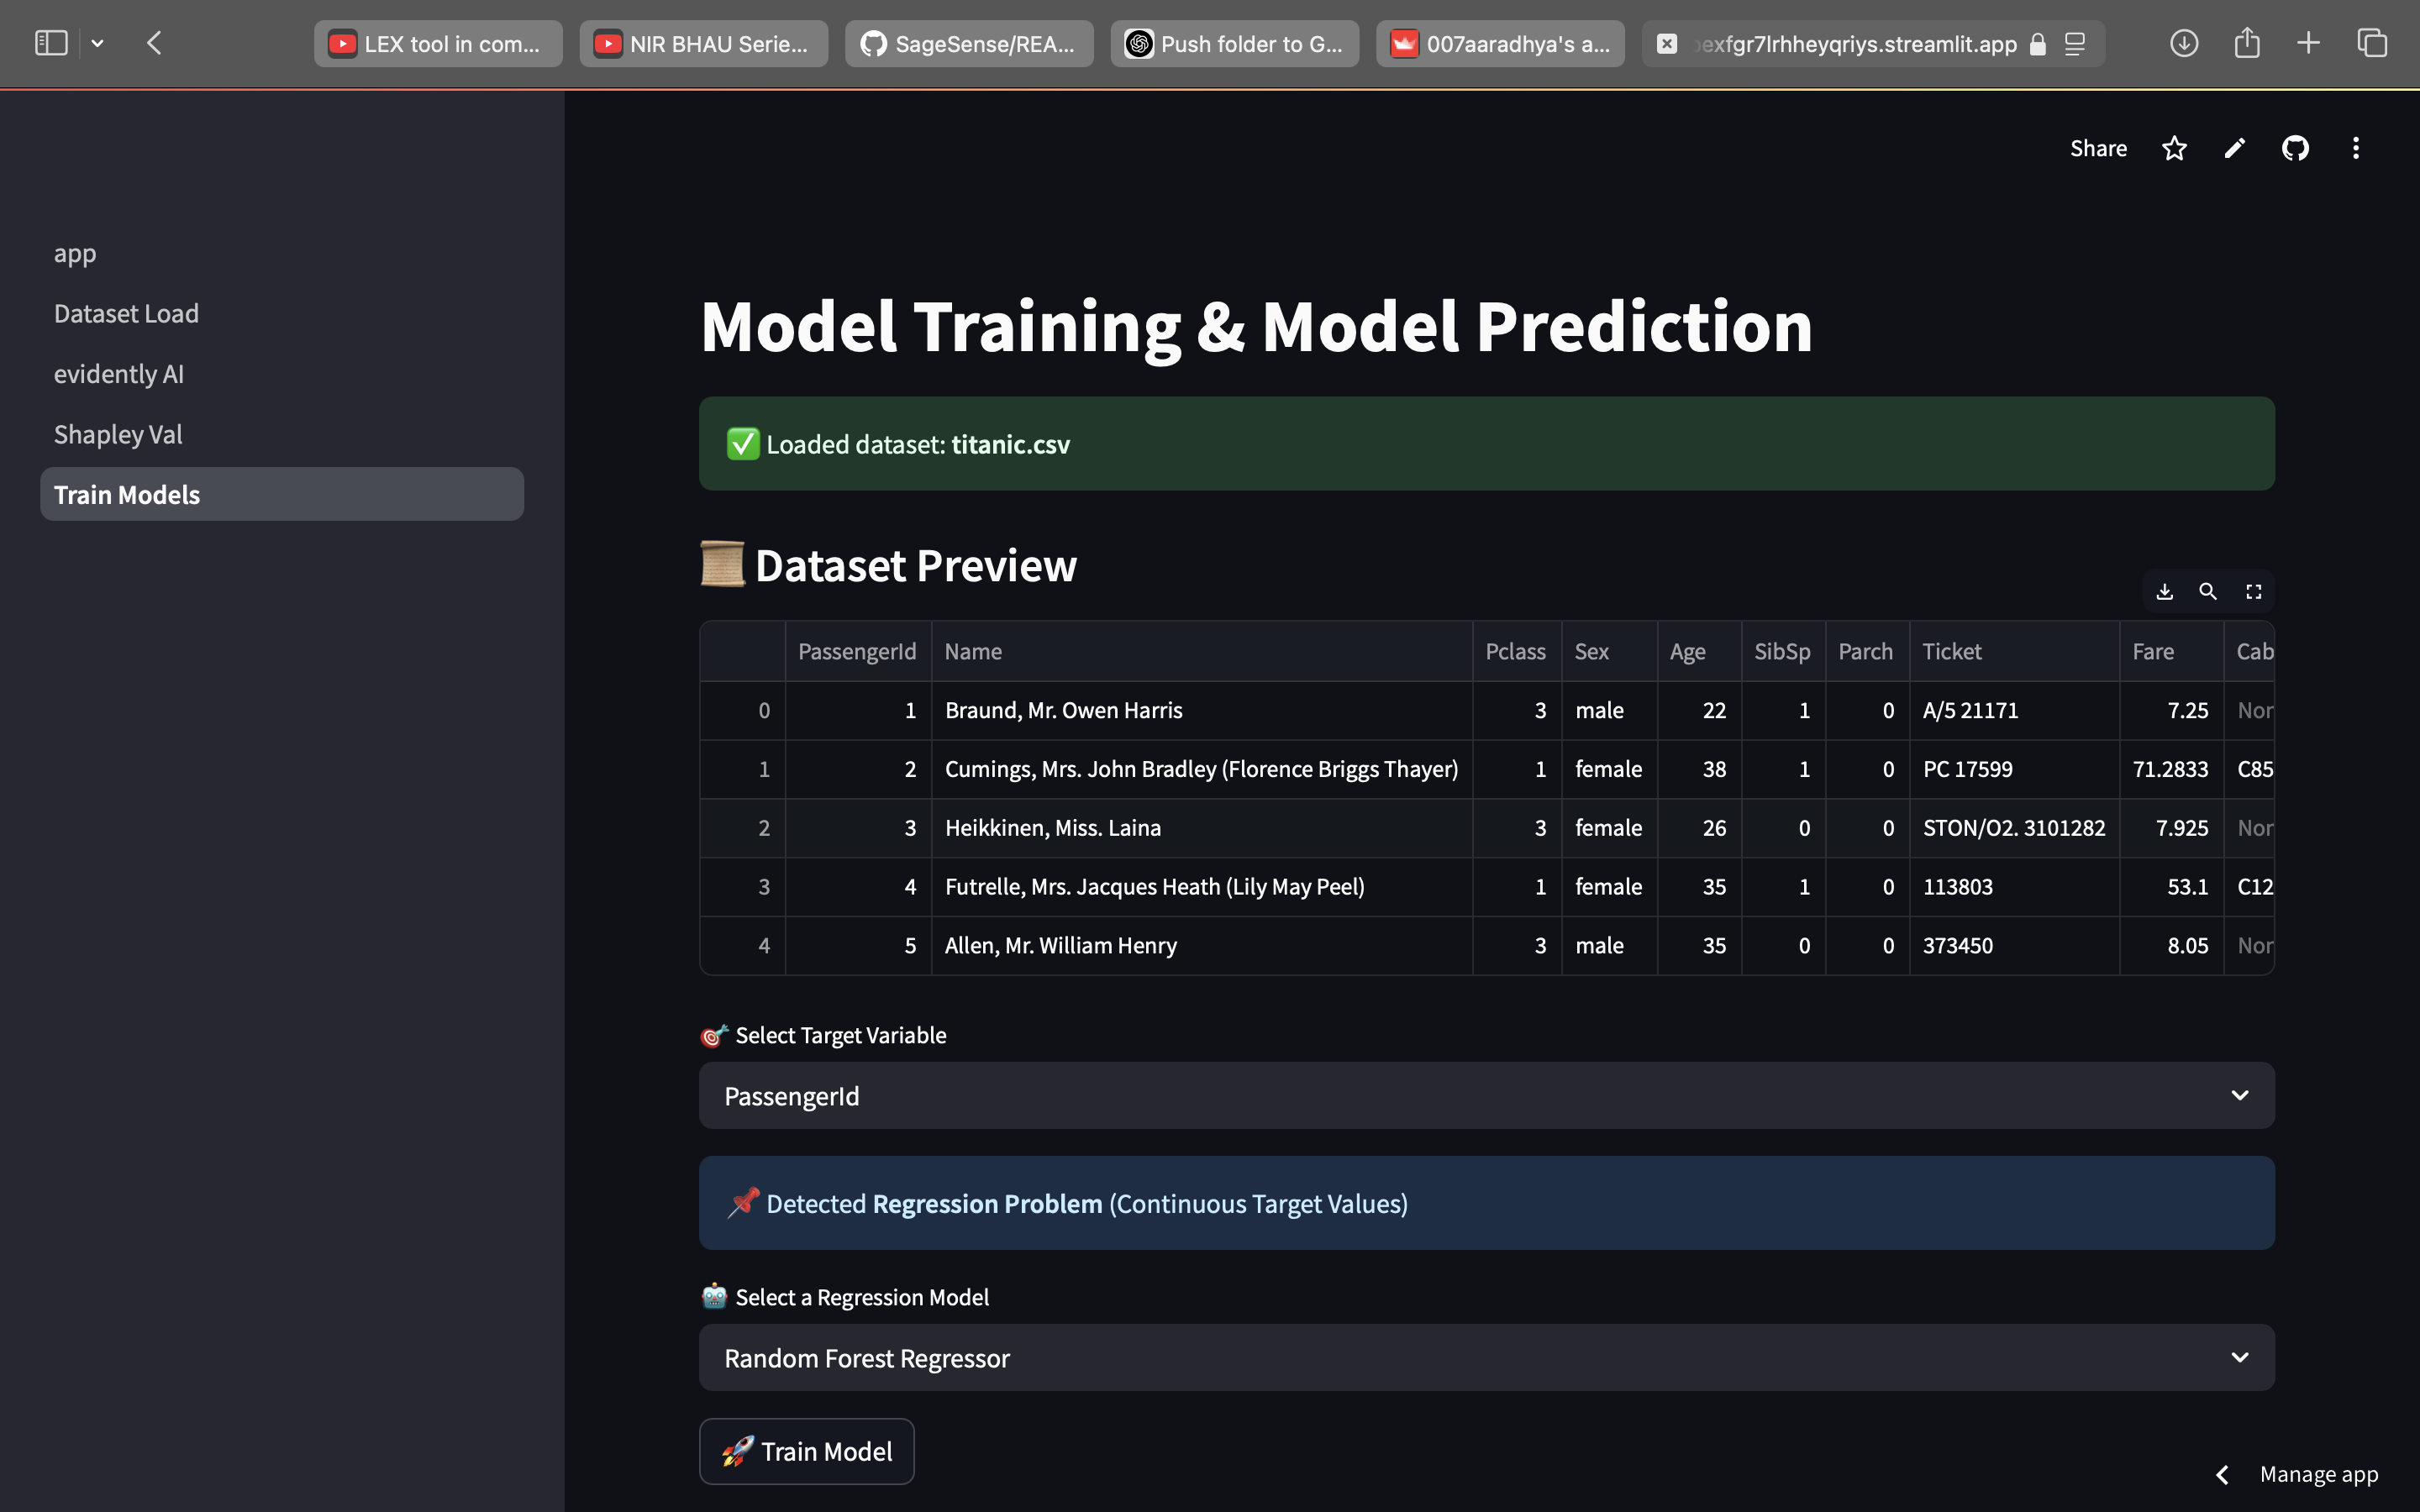 LEX tool in com...
NIR BHAU Serie...
SageSense/REA...
Push folder to G...
007aaradhya's a...
exfgr7lrhheyqriys.streamlit.app
Share
app
Dataset Load
evidently AI
Shapley Val
Train Models
Model Training & Model Prediction
✅ Loaded dataset: titanic.csv
📜 Dataset Preview
PassengerId Name Pclass Sex Age SibSp Parch Ticket Fare Cab
0 1 Braund, Mr. Owen Harris 3 male 22 1 0 A/5 21171 7.25 Nor
1 2 Cumings, Mrs. John Bradley (Florence Briggs Thayer) 1 female 38 1 0 PC 17599 71.2833 C85
2 3 Heikkinen, Miss. Laina 3 female 26 0 0 STON/O2. 3101282 7.925 Nor
3 4 Futrelle, Mrs. Jacques Heath (Lily May Peel) 1 female 35 1 0 113803 53.1 C12
4 5 Allen, Mr. William Henry 3 male 35 0 0 373450 8.05 Nor
🎯 Select Target Variable
PassengerId
📌 Detected Regression Problem (Continuous Target Values)
🤖 Select a Regression Model
Random Forest Regressor
🚀 Train Model
Manage app